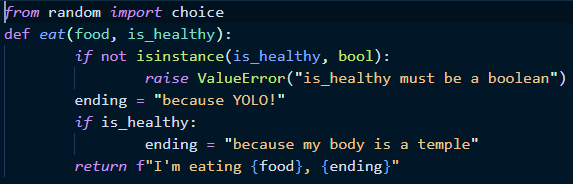 from random import choice
def eat(food, is_healthy):
        if not isinstance(is_healthy, bool):
                raise ValueError("is_healthy must be a boolean")
        ending = "because YOLO!"
        if is_healthy:
                ending = "because my body is a temple"
        return f"I'm eating {food}, {ending}"